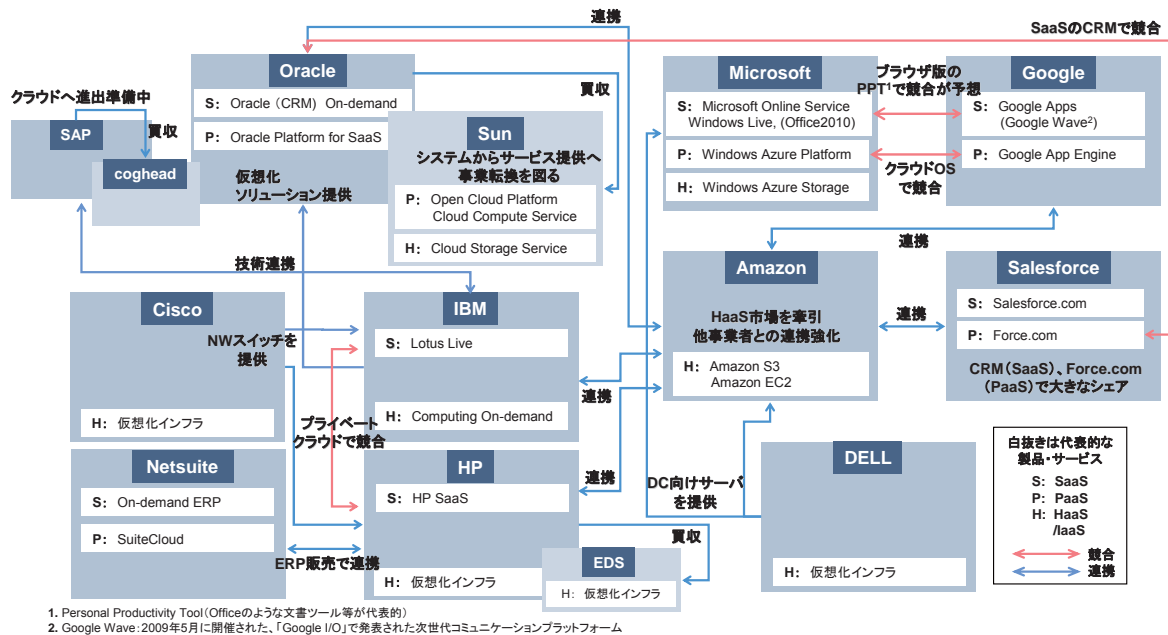 連携
SaaSのCRMで競合
Oracle
S: Oracle (CRM) On-demand
P: Oracle Platform for SaaS
買収
クラウドへ進出準備中
SAP
買収
coghead
Sun
システムからサービス提供へ
事業転換を図る
P: Open Cloud Platform
Cloud Compute Service
H: Cloud Storage Service
仮想化
ソリューション提供
技術連携
Microsoft
S: Microsoft Online Service
Windows Live, (Office2010)
P: Windows Azure Platform
H: Windows Azure Storage
ブラウザ版の
PPT¹で競合が予想
クラウドOS
で競合
Google
S: Google Apps
(Google Wave²)
P: Google App Engine
連携
Cisco
NWスイッチを
提供
H: 仮想化インフラ
IBM
S: Lotus Live
H: Computing On-demand
プライベート
クラウドで競合
連携
Amazon
HaaS市場を牽引
他事業者との連携強化
H: Amazon S3
Amazon EC2
連携
Salesforce
S: Salesforce.com
P: Force.com
CRM(SaaS)、Force.com
(PaaS)で大きなシェア
Netsuite
S: On-demand ERP
P: SuiteCloud
ERP販売で連携
HP
S: HP SaaS
H: 仮想化インフラ
連携
買収
EDS
H: 仮想化インフラ
DC向けサーバ
を提供
DELL
H: 仮想化インフラ
白抜きは代表的な
製品・サービス
S: SaaS
P: PaaS
H: HaaS
/IaaS
競合
連携
1. Personal Productivity Tool(Officeのような文書ツール等が代表的)
2. Google Wave:2009年5月に開催された、「Google I/O」で発表された次世代コミュニケーションプラットフォーム